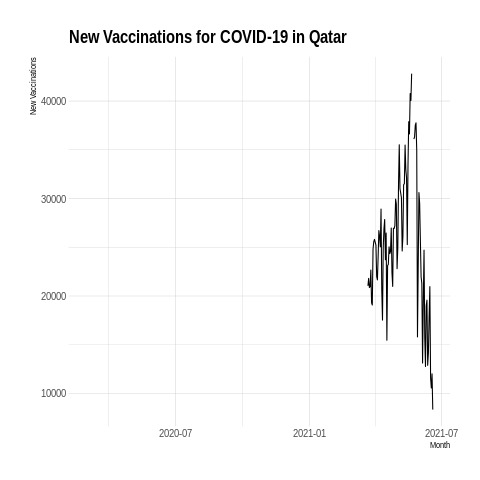 New Vaccinations for COVID-19 in Qatar
New Vaccinations
40000
30000
20000
10000
2020-07
2021-01
2021-07
Month